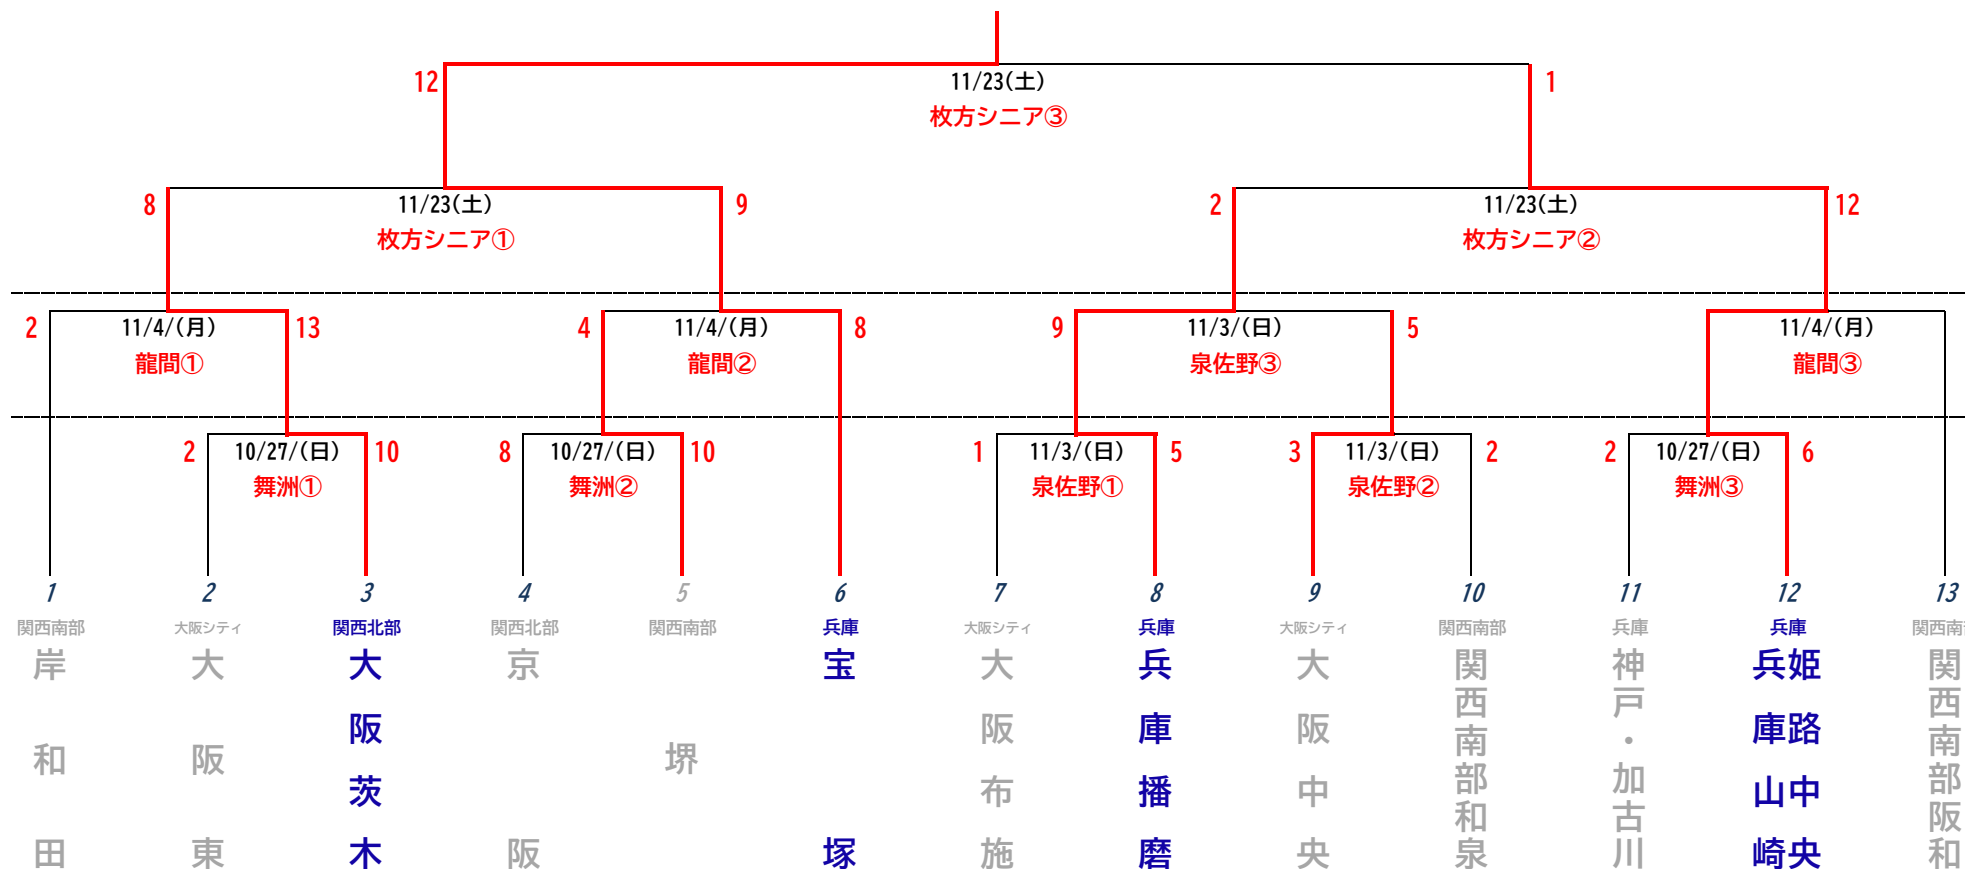 12
11/23(土)
1
枚方シニア③
8
11/23(土)
9
2
11/23(土)
12
枚方シニア①
枚方シニア②
2
11/4/(月)
13
4
11/4/(月)
8
9
11/3/(日)
5
11/4/(月)
龍間①
龍間②
泉佐野③
龍間③
2
10/27/(日)
10
8
10/27/(日)
10
1
11/3/(日)
5
3
11/3/(日)
2
2
10/27/(日)
6
舞洲①
舞洲②
泉佐野①
泉佐野②
舞洲③
1
2
3
4
5
6
7
8
9
10
11
12
13
関西南部
大阪シティ
関西北部
関西北部
関西南部
兵庫
大阪シティ
兵庫
大阪シティ
関西南部
兵庫
兵庫
関西南
岸和田
大阪東
大阪茨木
京阪
堺
宝塚
大阪布施
兵庫播磨
大阪中央
関西南部和泉
神戸・加古川
姫路中央
兵庫山崎
関西南部阪和